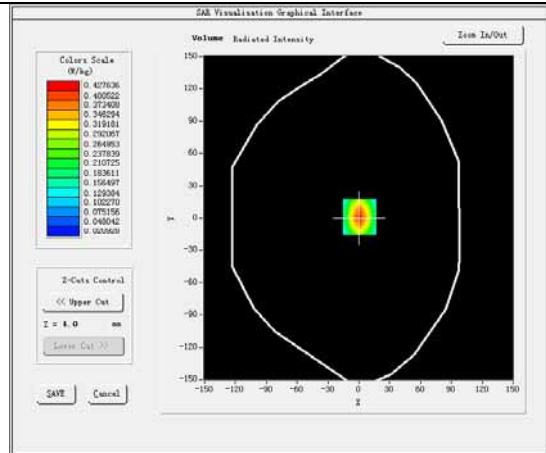 SAR Visualisation Graphical Interface
Volume Radiated Intensity
Zoom In/Out
Colors Scale
(W/kg)
0.427636
0.400522
0.373408
0.346294
0.319181
0.292067
0.264953
0.237839
0.210725
0.183611
0.156497
0.129384
0.102270
0.075156
0.048042
0.020928
150
120
90
60
30
0
-30
-60
-90
-120
-150
Y
-150 -120 -90 -60 -30 0 30 60 90 120 150
X
Z-Cuts Control
<< Upper Cut
Z = 4.0 mm
Lower Cut >>
SAVE Cancel